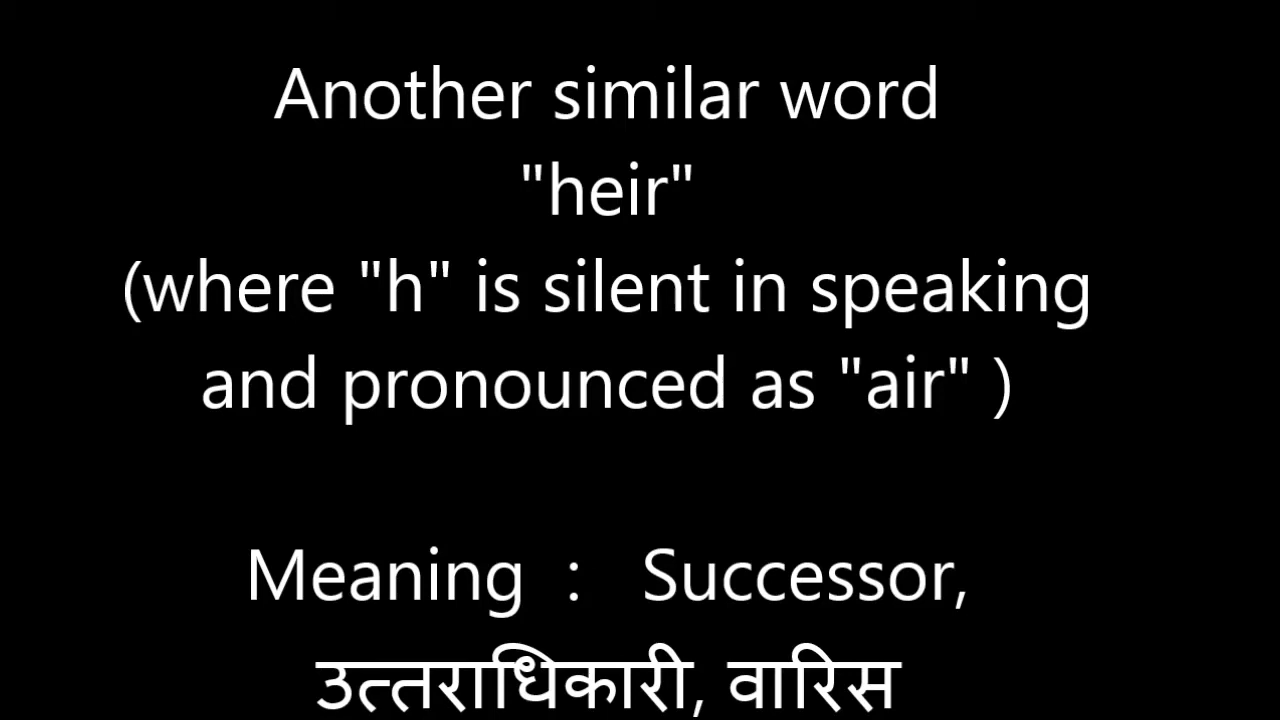 Another similar word
"heir"
(where "h" is silent in speaking
and pronounced as "air" )
Meaning : Successor,
उत्तराधिकारी, वारिस